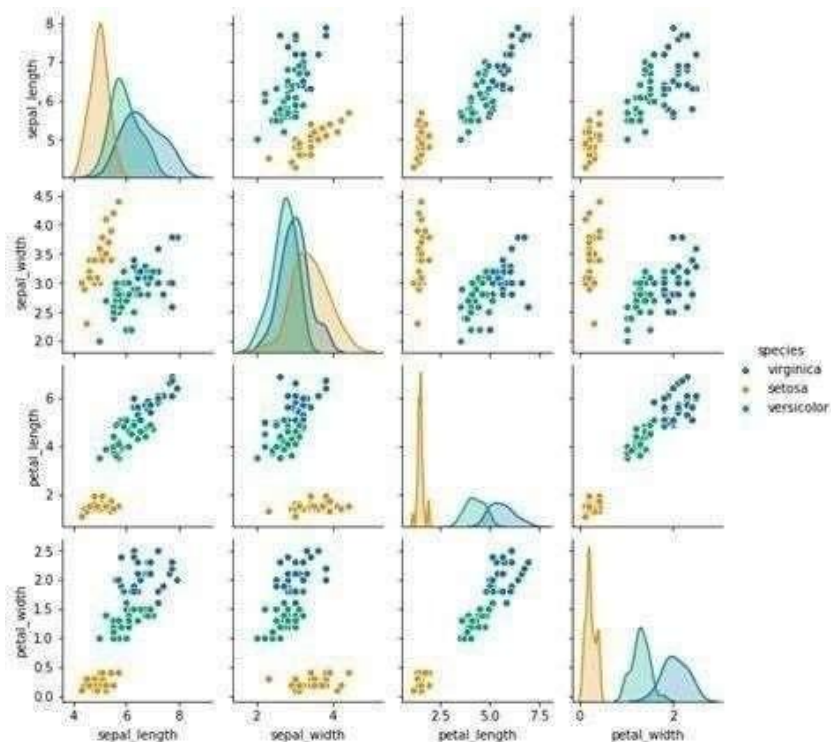 8
7
6
5
sepal_length
4.5
4.0
3.5
3.0
2.5
2.0
sepal_width
species
virginica
setosa
versicolor
6
4
2
petal_length
2.5
2.0
1.5
1.0
0.5
0.0
petal_width
4 6 8
2 4
2.5 5.0 7.5
0 2
sepal_length sepal_width petal_length petal_width